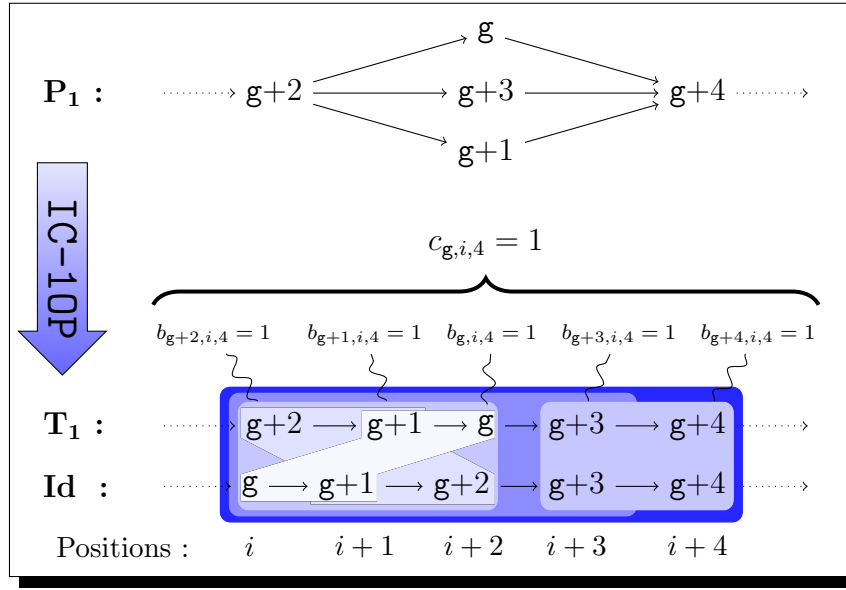 g
P₁ : g+2 g+3 g+4
g+1
IC-1OP
c_{g,i,4} = 1
b_{g+2,i,4} = 1 b_{g+1,i,4} = 1 b_{g,i,4} = 1 b_{g+3,i,4} = 1 b_{g+4,i,4} = 1
T₁ : g+2 g+1 g g+3 g+4
Id : g g+1 g+2 g+3 g+4
Positions : i i + 1 i + 2 i + 3 i + 4